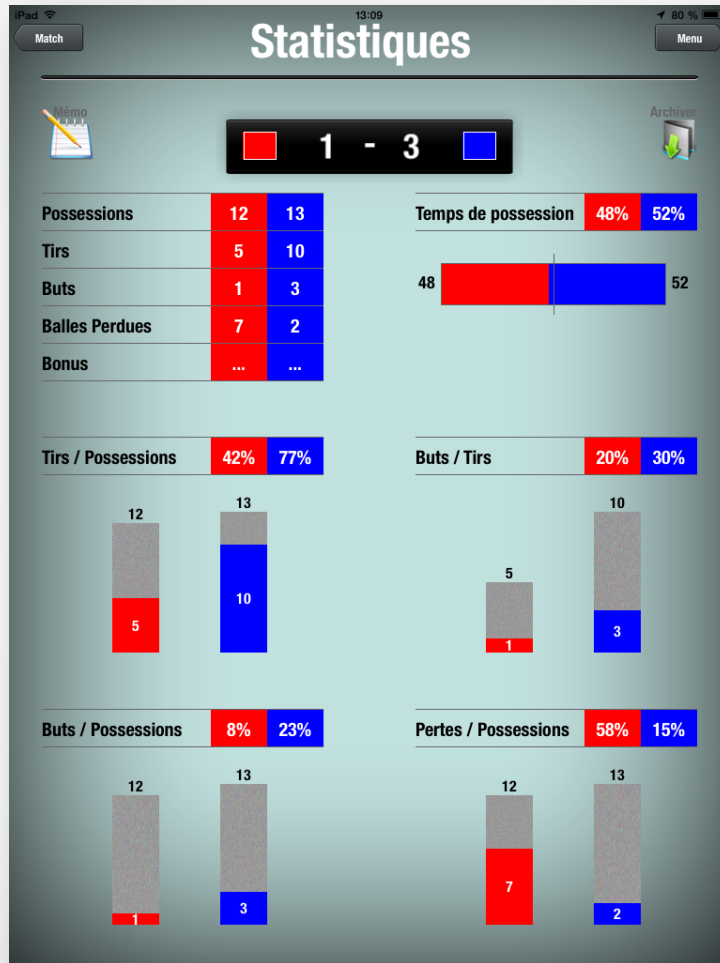 iPad 13:09 80 %
Match Statistiques Menu
Mémo Archiver
1 - 3
Possessions 12 13
Tirs 5 10
Buts 1 3
Balles Perdues 7 2
Bonus ... ...
Temps de possession 48% 52%
48 52
Tirs / Possessions 42% 77%
12 13
5 10
Buts / Tirs 20% 30%
5 10
1 3
Buts / Possessions 8% 23%
12 13
1 3
Pertes / Possessions 58% 15%
12 13
7 2